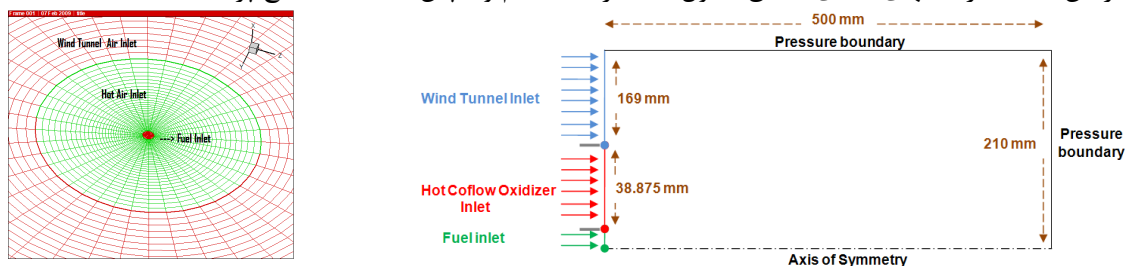 Frame 001 | 07 Feb 2009 | title
Wind Tunnel Air Inlet
Hot Air Inlet
---> Fuel Inlet
X
Y
Z
500 mm
Pressure boundary
Wind Tunnel Inlet
169 mm
210 mm
Pressure
boundary
Hot Coflow Oxidizer
Inlet
38.875 mm
Fuel inlet
Axis of Symmetry